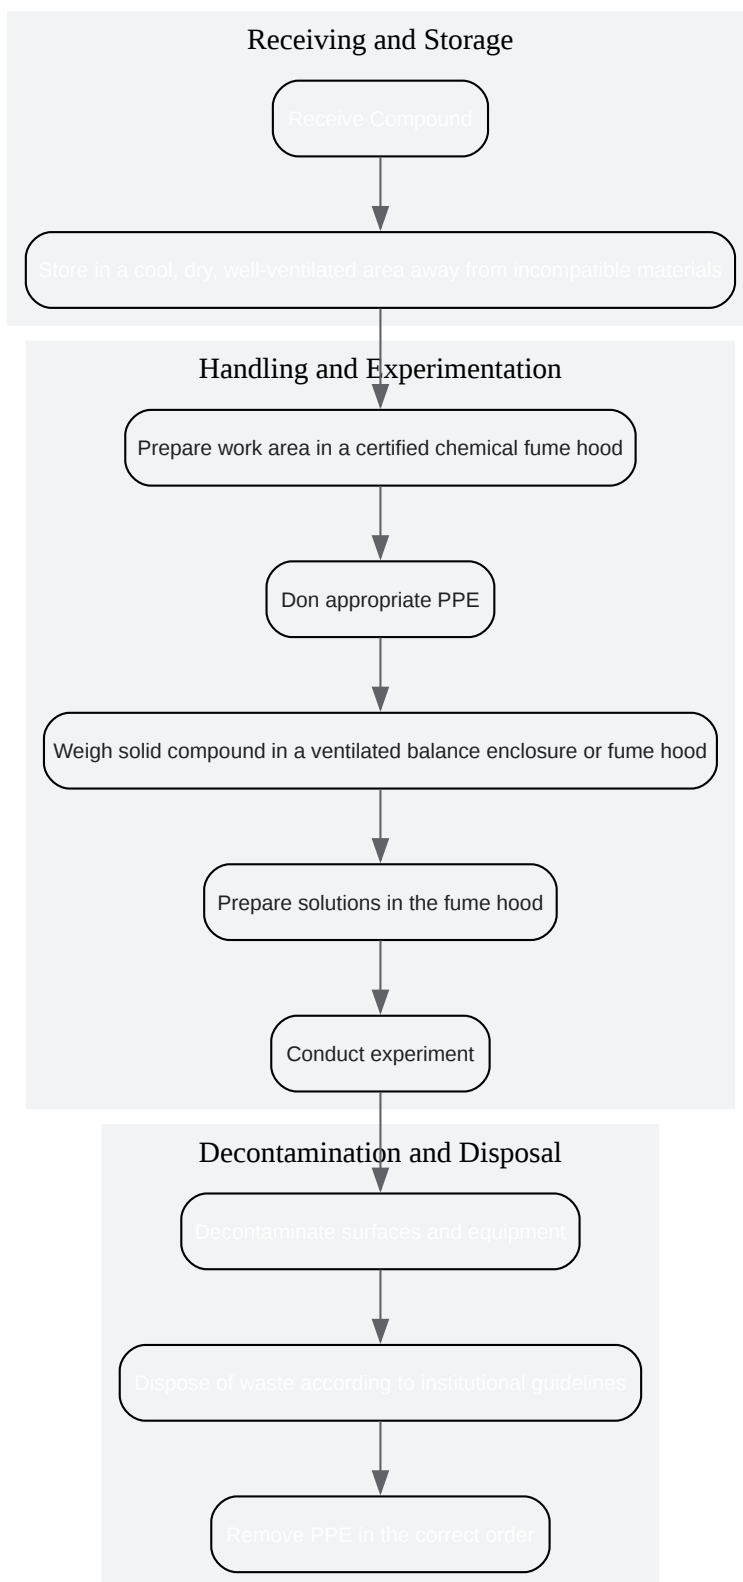 Receiving and Storage
Receive Compound
Store in a cool, dry, well-ventilated area away from incompatible materials
Handling and Experimentation
Prepare work area in a certified chemical fume hood
Don appropriate PPE
Weigh solid compound in a ventilated balance enclosure or fume hood
Prepare solutions in the fume hood
Conduct experiment
Decontamination and Disposal
Decontaminate surfaces and equipment
Dispose of waste according to institutional guidelines
Remove PPE in the correct order